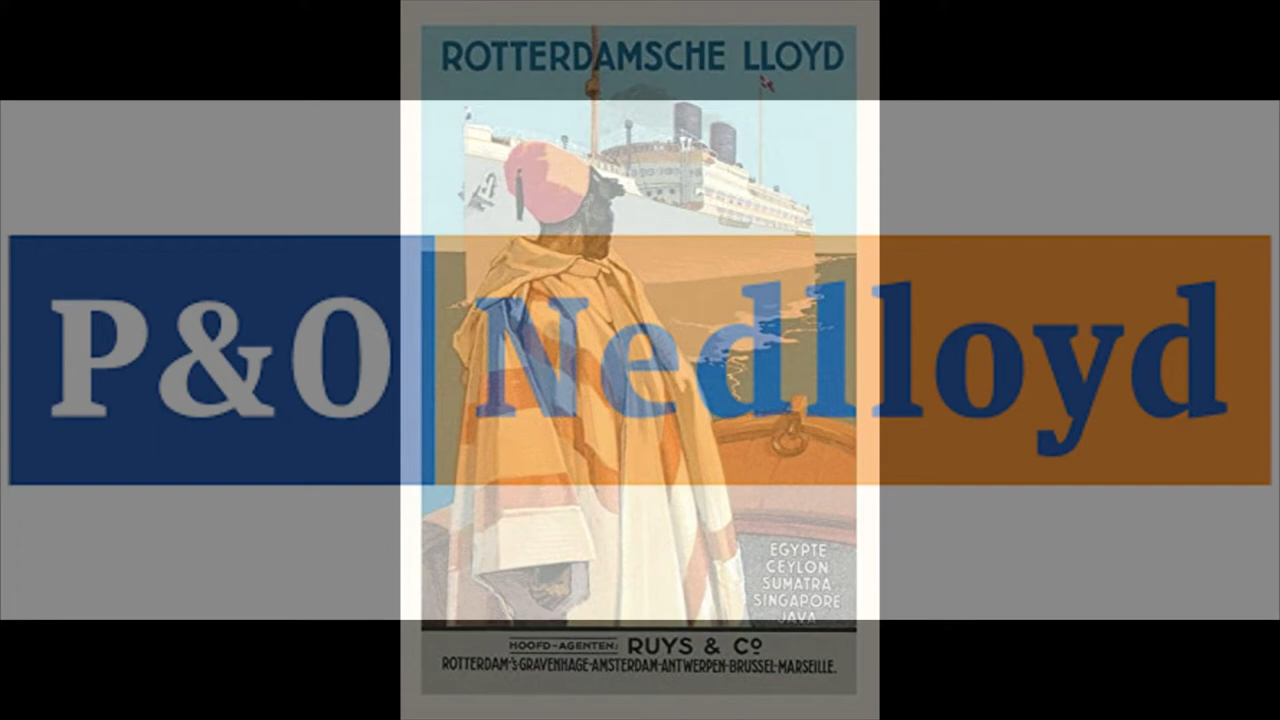 ROTTERDAMSCHE LLOYD
P&O Nedlloyd
EGYPTE
CEYLON
SUMATRA
SINGAPORE
JAVA
HOOFD-AGENTEN: RUYS & Co
ROTTERDAM-'s-GRAVENHAGE-AMSTERDAM-ANTWERPEN-BRUSSEL-MARSEILLE.